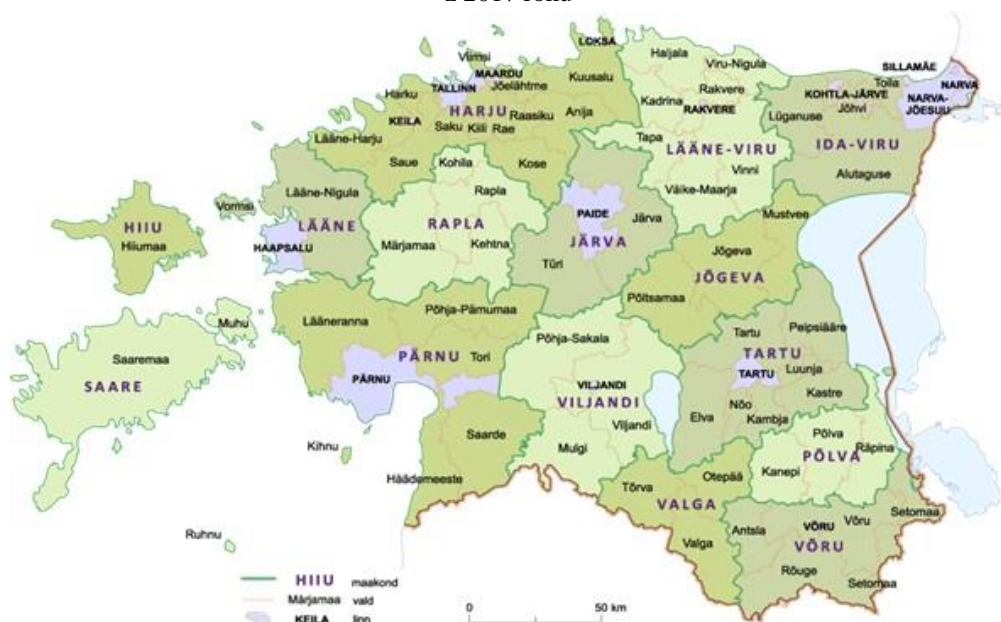 z 2017 roku
LOKSA
Viimsi
Haljala
Viru-Nigula
SILLAMÄE
MAARDU
Toila
TALLINN
Jõelähtme
Kuusalu
Rakvere
KOHTLA-JÄRVE
NARVA
Harku
Kadrina
NARVA-
JÕESUU
HARJU
Raasiku
Anija
RAKVERE
Lüganuse
Jõhvi
KEILA
Saku
Kiili
Rae
Lääne-Harju
Tapa
LÄÄNE-VIRU
IDA-VIRU
Saue
Kohila
Kose
Vinni
Alutaguse
Lääne-Nigula
Rapla
Väike-Maarja
Vormsi
PAIDE
Järva
Mustvee
HIIU
LÄÄNE
RAPLA
Hiiumaa
HAAPSALU
Märjamaa
Kehtna
JÄRVA
Jõgeva
Türi
JÕGEVA
Põltsamaa
Lääneranna
Põhja-Pärnumaa
Muhu
Põhja-Sakala
Tartu
Peipsiääre
Saaremaa
PÄRNU
Tori
TARTU
SAARE
PÄRNU
VILJANDI
TARTU
Luunja
VILJANDI
Nõo
Kastre
Elva
Kambja
Kihnu
Saarde
Viljandi
Põlva
Mulgi
Räpina
PÕLVA
Häädemeeste
Otepää
Kanepi
Tõrva
VALGA
Setomaa
Ruhnu
Antsla
VÕRU
Võru
Valga
VÕRU
Rõuge
Setomaa
HIIU maakond
Märjamaa vald
KEILA linn
0 50 km